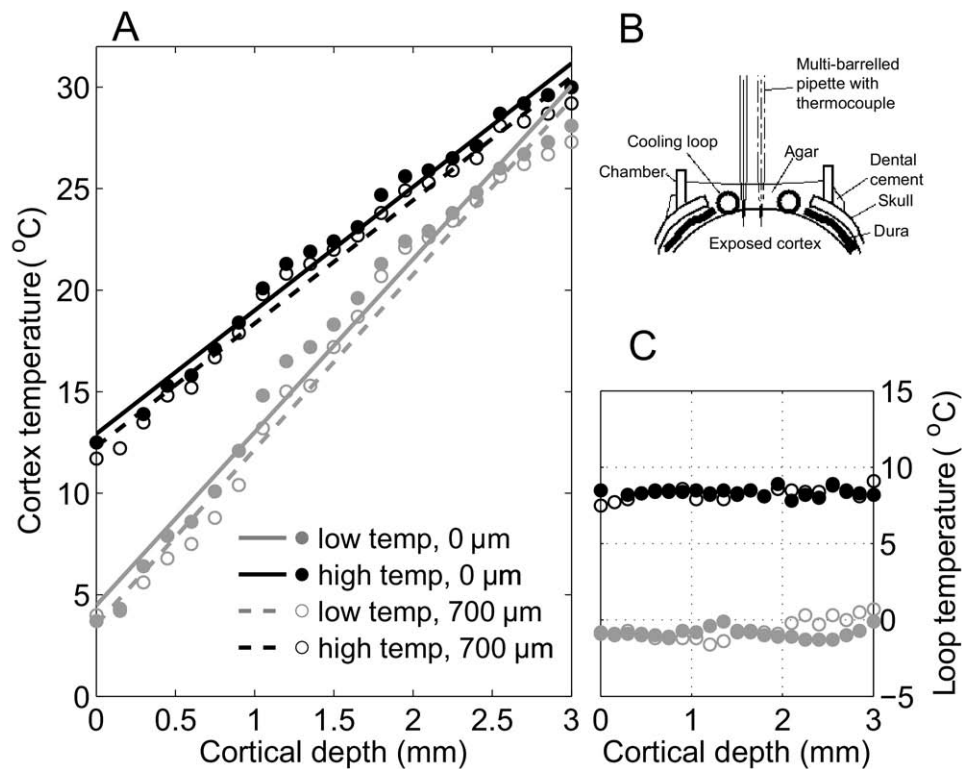 A
Cortex temperature ( °C)
30
25
20
15
10
5
0
low temp, 0 µm
high temp, 0 µm
low temp, 700 µm
high temp, 700 µm
0 0.5 1 1.5 2 2.5 3
Cortical depth (mm)
B
Multi-barrelled
pipette with
thermocouple
Cooling loop
Agar
Chamber
Dental
cement
Skull
Dura
Exposed cortex
C
15
10
5
0
−5
Loop temperature ( °C)
0 1 2 3
Cortical depth (mm)